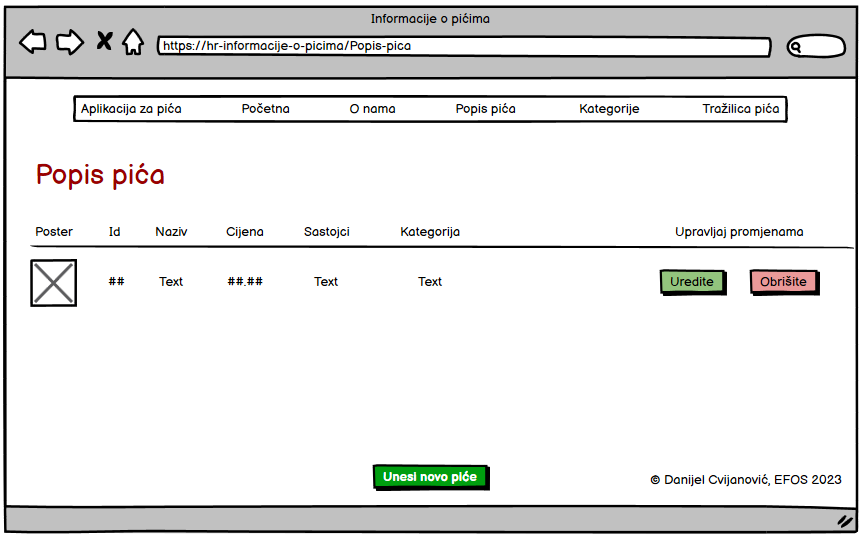 Informacije o pićima
https://hr-informacije-o-picima/Popis-pica
Aplikacija za pića Početna O nama Popis pića Kategorije Tražilica pića
Popis pića
Poster Id Naziv Cijena Sastojci Kategorija Upravljaj promjenama
## Text ##.## Text Text Uredite Obrišite
Unesi novo piće
© Danijel Cvijanović, EFOS 2023